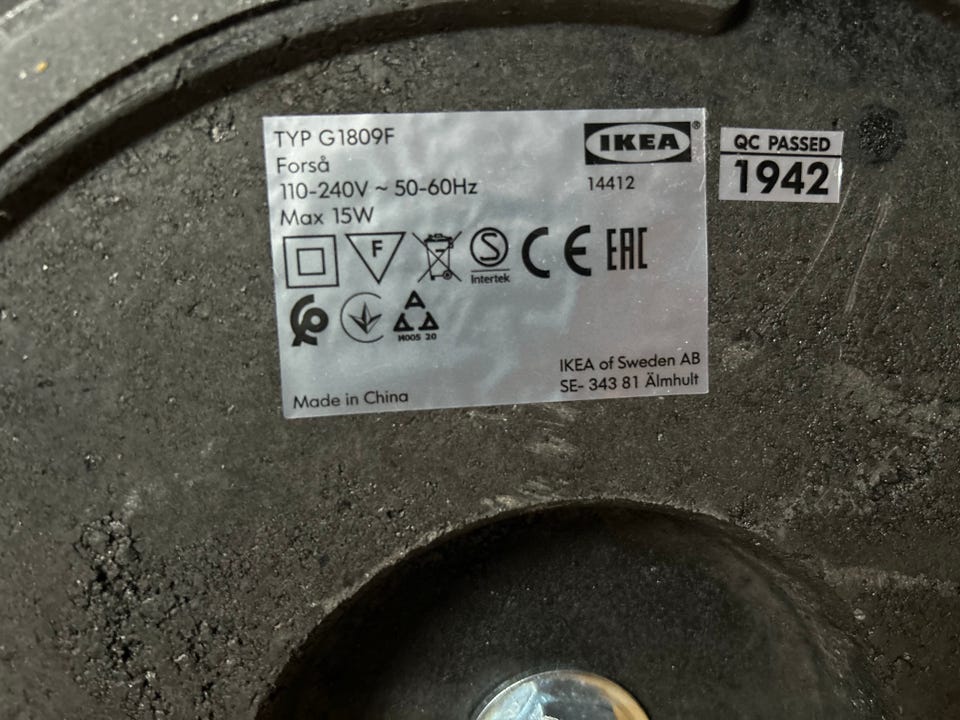 TYP G1809F
Forså
110-240V ~ 50-60Hz
Max 15W
IKEA®
14412
F
S
Intertek
CE
EAC
M005 20
Made in China
IKEA of Sweden AB
SE- 343 81 Älmhult
QC PASSED
1942